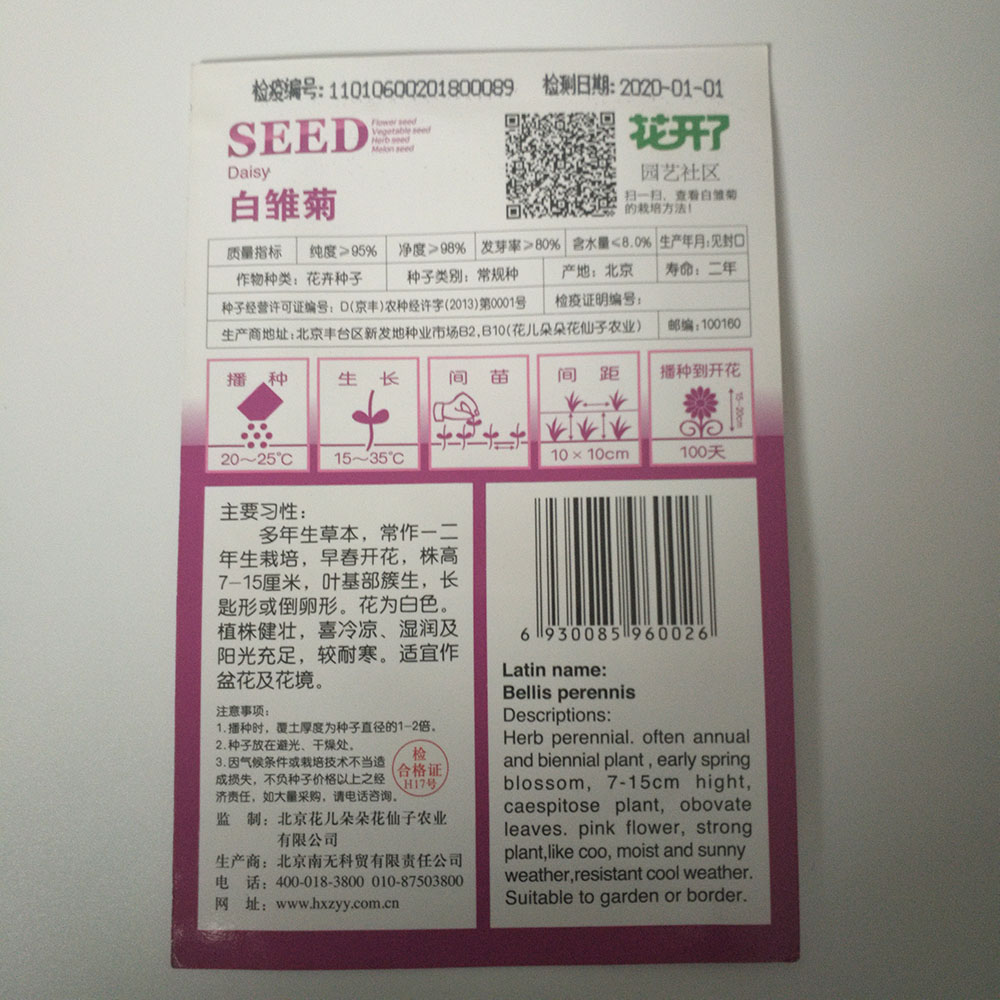 检疫编号:11010600201800089 检测日期:2020-01-01
SEED
Flower seed
Vegetable seed
Herb seed
Melon seed
Daisy
白雏菊
花开了
园艺社区
扫一扫，查看白雏菊
的栽培方法!
质量指标 纯度≥95% 净度≥98% 发芽率≥80% 含水量≤8.0% 生产年月:见封口
作物种类：花卉种子 种子类别：常规种 产地：北京 寿命：二年
种子经营许可证编号：D(京丰)农种经许字(2013)第0001号 检疫证明编号：
生产商地址:北京丰台区新发地种业市场B2,B10(花儿朵朵花仙子农业) 邮编:100160
播种 生长 间苗 间距 播种到开花
15-20cm
20～25℃ 15～35℃ 10×10cm 100天
主要习性：
多年生草本，常作一二
年生栽培，早春开花，株高
7-15厘米，叶基部簇生，长
匙形或倒卵形。花为白色。
植株健壮，喜冷凉、湿润及
阳光充足，较耐寒。适宜作
盆花及花境。
注意事项：
1.播种时，覆土厚度为种子直径的1-2倍。
2.种子放在避光、干燥处。
3.因气候条件或栽培技术不当造
成损失，不负种子价格以上之经
济责任，如大量采购，请电话咨询。
检
合格证
H17号
监 制：北京花儿朵朵花仙子农业
有限公司
生产商：北京南无科贸有限责任公司
电 话：400-018-3800 010-87503800
网 址：www.hxzyy.com.cn
6 930085 960026
Latin name:
Bellis perennis
Descriptions:
Herb perennial. often annual
and biennial plant , early spring
blossom, 7-15cm hight,
caespitose plant, obovate
leaves. pink flower, strong
plant,like coo, moist and sunny
weather,resistant cool weather.
Suitable to garden or border.